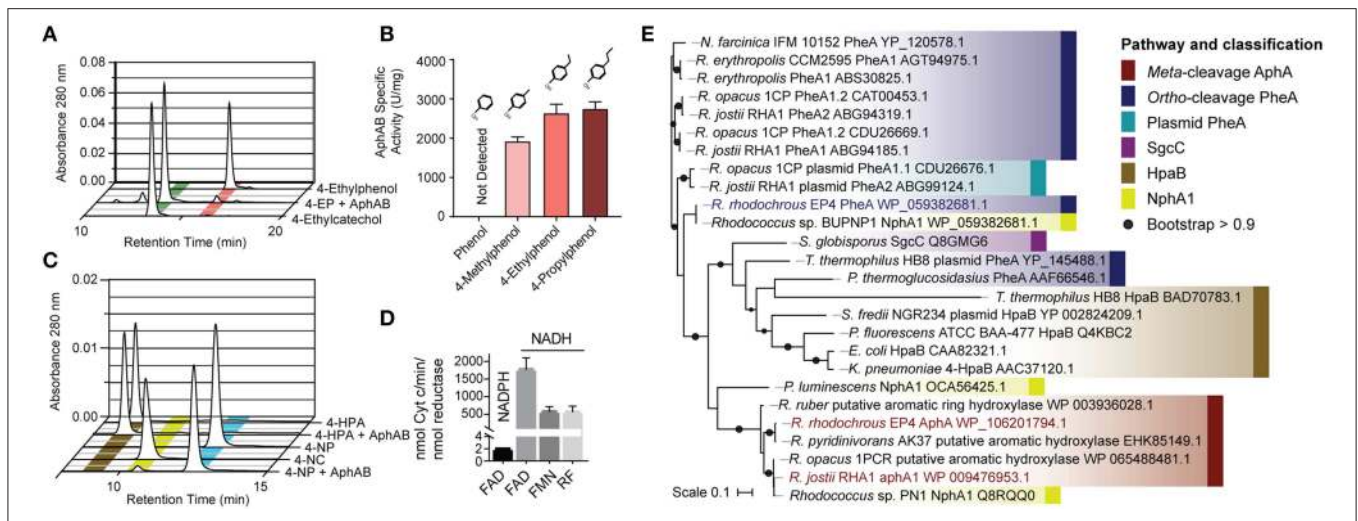 A
Absorbance 280 nm
0.08
0.06
0.04
0.02
0.00
4-Ethylphenol
4-EP + AphAB
4-Ethylcatechol
10
15
20
Retention Time (min)
B
AphAB Specific
Activity (U/mg)
4000
3000
2000
1000
0
Not Detected
Phenol
4-Methylphenol
4-Ethylphenol
4-Propylphenol
C
Absorbance 280 nm
0.02
0.01
0.00
4-HPA
4-HPA + AphAB
4-NP
4-NC
4-NP + AphAB
10
15
Retention Time (min)
D
NADH
nmol Cyt c/min/
nmol reductase
2000
1500
1000
500
4
2
0
NADPH
FAD
FAD
FMN
RF
E
N. farcinica IFM 10152 PheA YP_120578.1
R. erythropolis CCM2595 PheA1 AGT94975.1
R. erythropolis PheA1 ABS30825.1
R. opacus 1CP PheA1.2 CAT00453.1
R. jostii RHA1 PheA2 ABG94319.1
R. opacus 1CP PheA1.2 CDU26669.1
R. jostii RHA1 PheA1 ABG94185.1
R. opacus 1CP plasmid PheA1.1 CDU26676.1
R. jostii RHA1 plasmid PheA2 ABG99124.1
R. rhodochrous EP4 PheA WP_059382681.1
Rhodococcus sp. BUPNP1 NphA1 WP_059382681.1
S. globisporus SgcC Q8GMG6
T. thermophilus HB8 plasmid PheA YP_145488.1
P. thermoglucosidasius PheA AAF66546.1
T. thermophilus HB8 HpaB BAD70783.1
S. fredii NGR234 plasmid HpaB YP 002824209.1
P. fluorescens ATCC BAA-477 HpaB Q4KBC2
E. coli HpaB CAA82321.1
K. pneumoniae 4-HpaB AAC37120.1
P. luminescens NphA1 OCA56425.1
R. ruber putative aromatic ring hydroxylase WP 003936028.1
R. rhodochrous EP4 AphA WP_106201794.1
R. pyridinivorans AK37 putative aromatic hydroxylase EHK85149.1
R. opacus 1PCR putative aromatic hydroxylase WP 065488481.1
R. jostii RHA1 aphA1 WP 009476953.1
Rhodococcus sp. PN1 NphA1 Q8RQQ0
Scale 0.1
Pathway and classification
Meta-cleavage AphA
Ortho-cleavage PheA
Plasmid PheA
SgcC
HpaB
NphA1
Bootstrap > 0.9